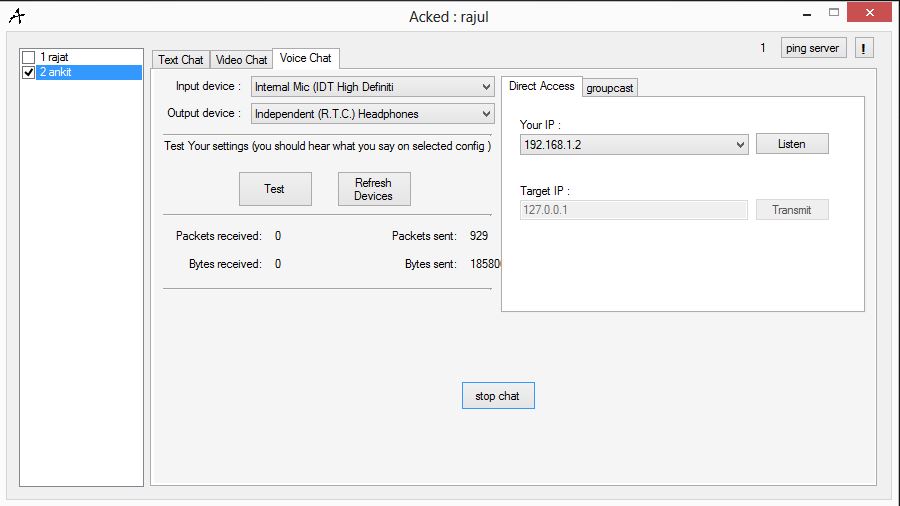 Acked : rajul
1 rajat
2 ankit
Text Chat
Video Chat
Voice Chat
1
ping server
!
Input device :
Internal Mic (IDT High Definiti
Output device :
Independent (R.T.C.) Headphones
Test Your settings (you should hear what you say on selected config )
Test
Refresh
Devices
Packets received: 0
Packets sent: 929
Bytes received: 0
Bytes sent:
Direct Access
groupcast
Your IP :
192.168.1.2
Listen
Target IP :
127.0.0.1
Transmit
stop chat